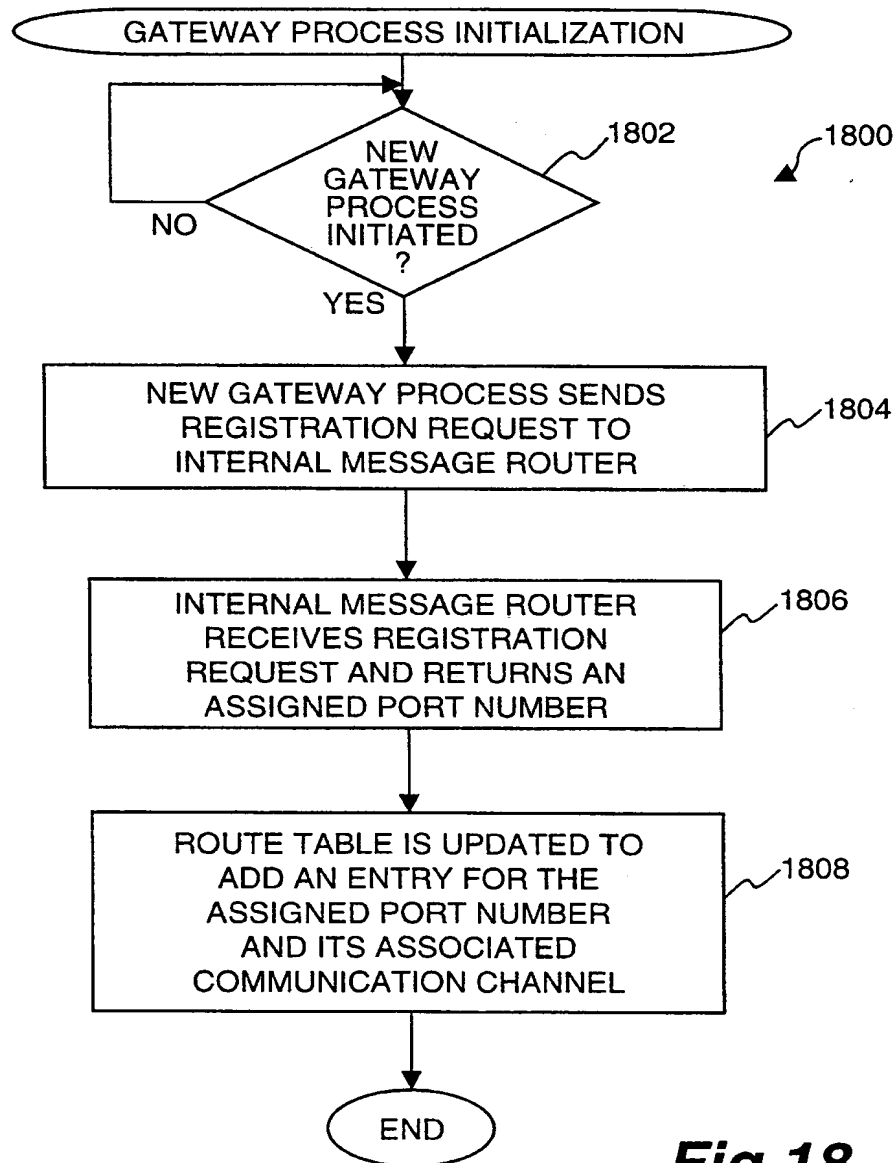 GATEWAY PROCESS INITIALIZATION
1802
1800
NEW
GATEWAY
PROCESS
INITIATED
?
NO
YES
NEW GATEWAY PROCESS SENDS
REGISTRATION REQUEST TO
INTERNAL MESSAGE ROUTER
1804
INTERNAL MESSAGE ROUTER
RECEIVES REGISTRATION
REQUEST AND RETURNS AN
ASSIGNED PORT NUMBER
1806
ROUTE TABLE IS UPDATED TO
ADD AN ENTRY FOR THE
ASSIGNED PORT NUMBER
AND ITS ASSOCIATED
COMMUNICATION CHANNEL
1808
END
Fig.18